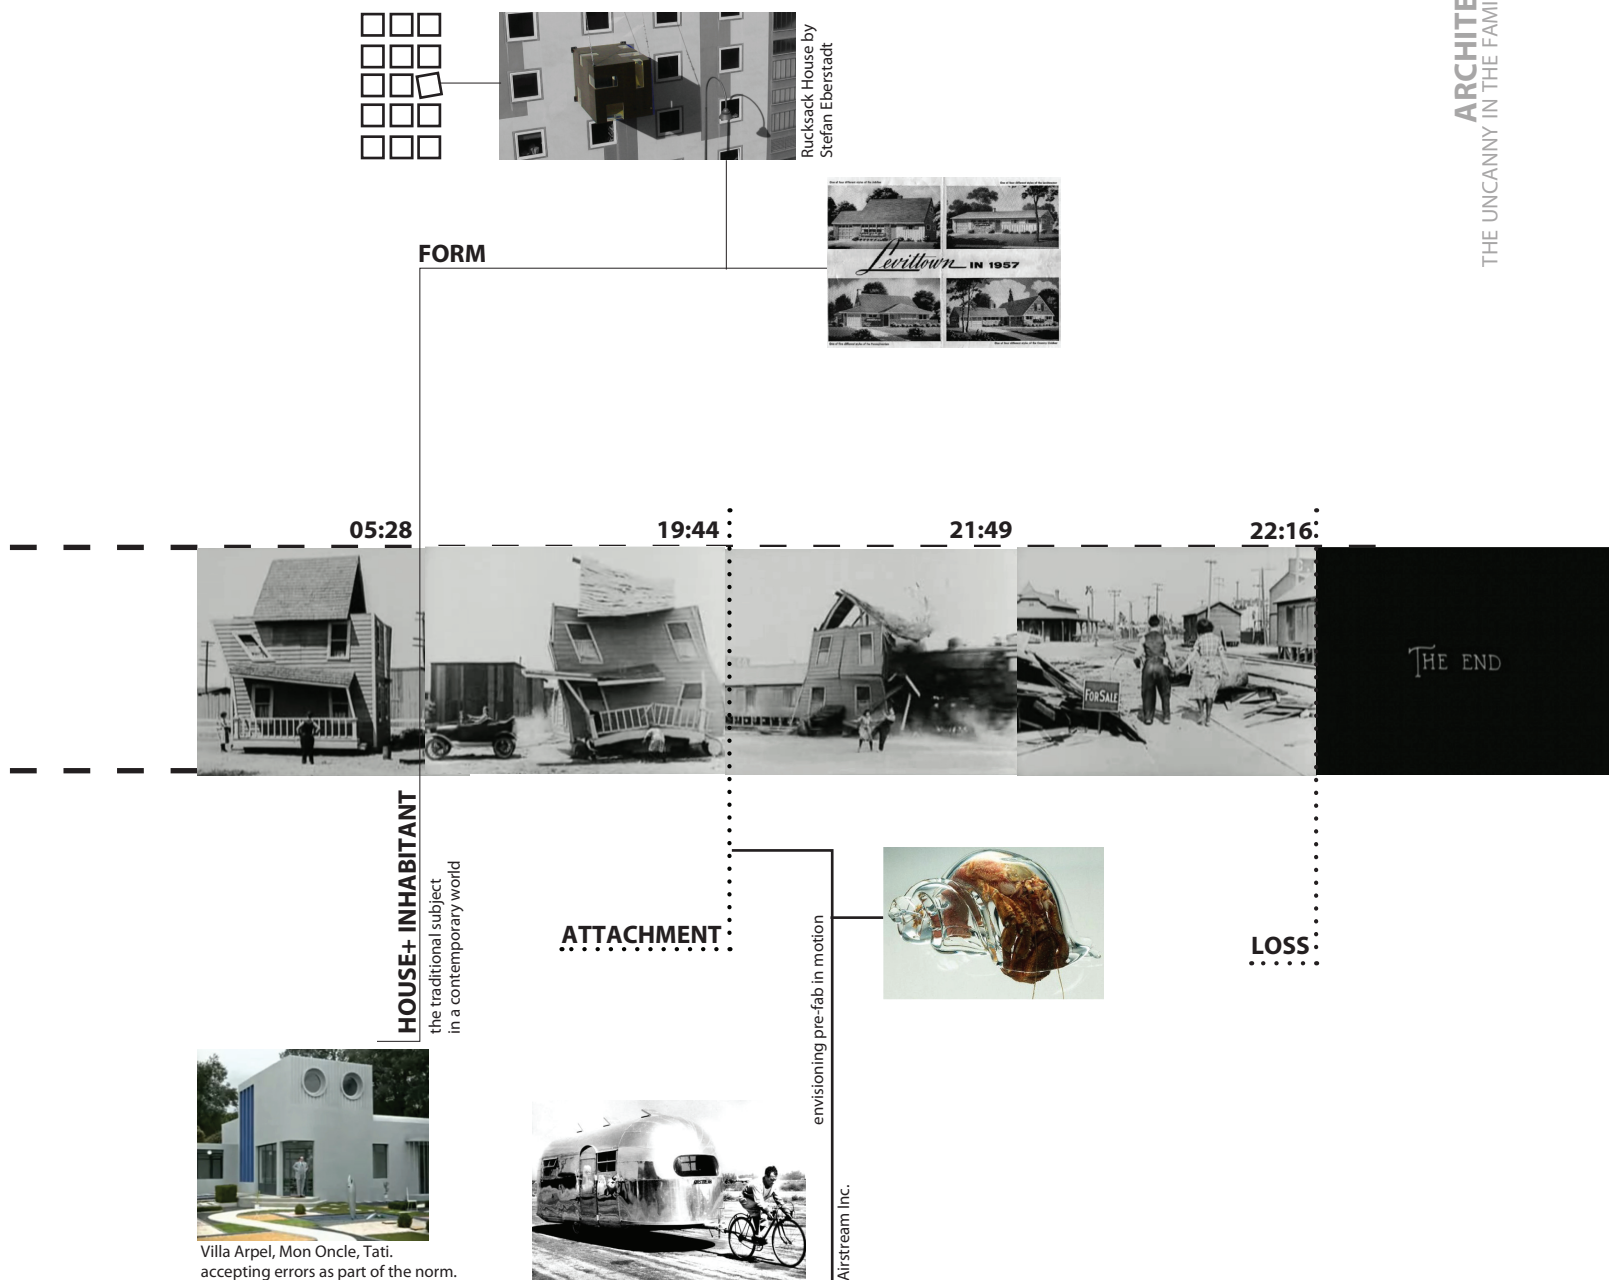 ARCHITE
THE UNCANNY IN THE FAMI
Rucksack House by
Stefan Eberstadt
FORM
Levittown IN 1957
05:28
19:44
21:49
22:16
FOR SALE
THE END
HOUSE+ INHABITANT
the traditional subject
in a contemporary world
ATTACHMENT
LOSS
envisioning pre-fab in motion
Airstream Inc.
Villa Arpel, Mon Oncle, Tati.
accepting errors as part of the norm.